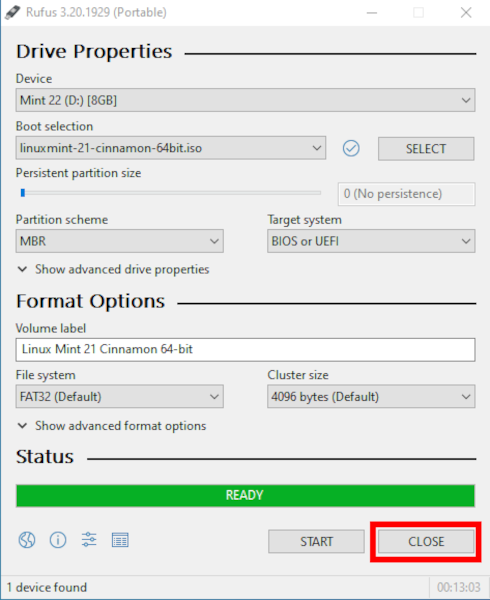 Rufus 3.20.1929 (Portable)
Drive Properties
Device
Mint 22 (D:) [8GB]
Boot selection
linuxmint-21-cinnamon-64bit.iso
SELECT
Persistent partition size
0 (No persistence)
Partition scheme
Target system
MBR
BIOS or UEFI
Show advanced drive properties
Format Options
Volume label
Linux Mint 21 Cinnamon 64-bit
File system
Cluster size
FAT32 (Default)
4096 bytes (Default)
Show advanced format options
Status
READY
START
CLOSE
1 device found
00:13:03